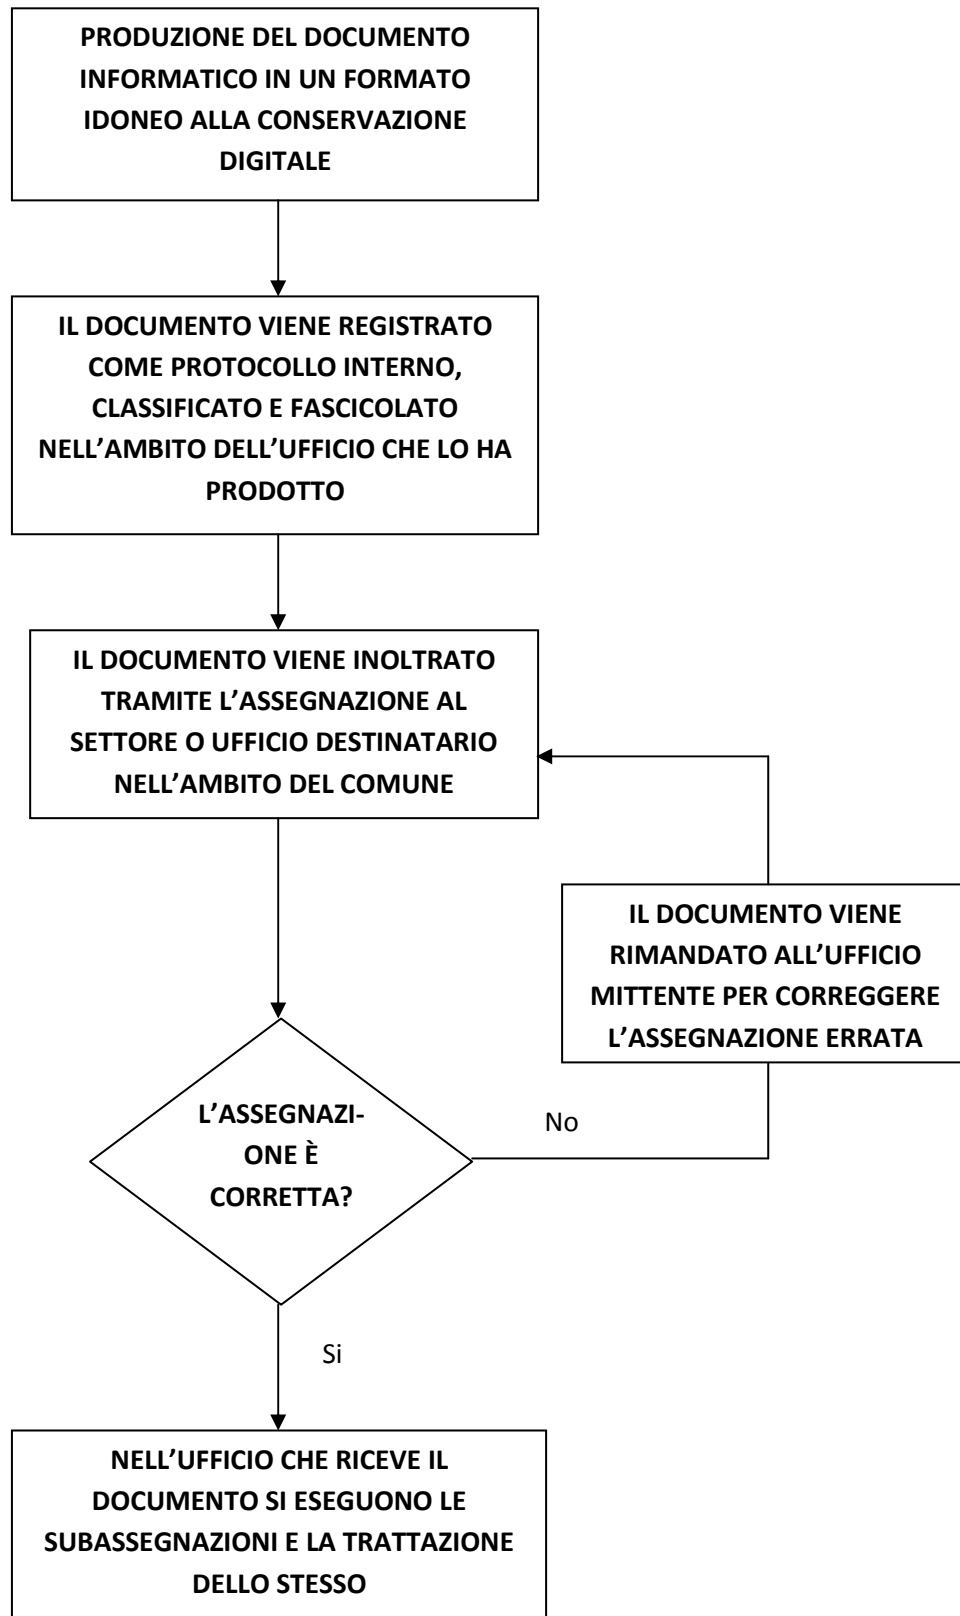 PRODUZIONE DEL DOCUMENTO
INFORMATICO IN UN FORMATO
IDONEO ALLA CONSERVAZIONE
DIGITALE
IL DOCUMENTO VIENE REGISTRATO
COME PROTOCOLLO INTERNO,
CLASSIFICATO E FASCICOLATO
NELL’AMBITO DELL’UFFICIO CHE LO HA
PRODOTTO
IL DOCUMENTO VIENE INOLTRATO
TRAMITE L’ASSEGNAZIONE AL
SETTORE O UFFICIO DESTINATARIO
NELL’AMBITO DEL COMUNE
IL DOCUMENTO VIENE
RIMANDATO ALL’UFFICIO
MITTENTE PER CORREGGERE
L’ASSEGNAZIONE ERRATA
L’ASSEGNAZI-
ONE È
CORRETTA?
No
Si
NELL’UFFICIO CHE RICEVE IL
DOCUMENTO SI ESEGUONO LE
SUBASSEGNAZIONI E LA TRATTAZIONE
DELLO STESSO